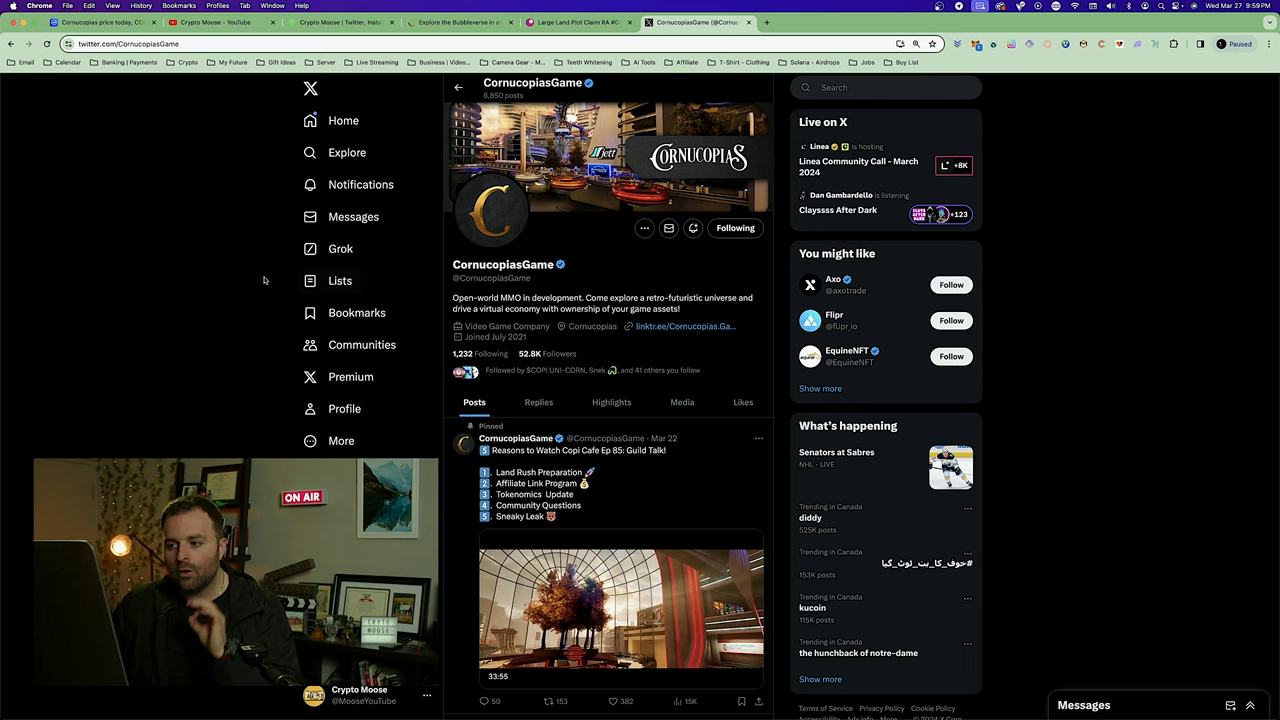 Chrome File Edit View History Bookmarks Profiles Tab Window Help
Wed Mar 27 9:59 PM
Cornucopias price today, CO
Crypto Moose - YouTube
Crypto Moose | Twitter, Insta
Explore the Bubbleverse in a
Large Land Plot Claim RA #0
CornucopiasGame (@Cornuc
twitter.com/CornucopiasGame
Paused
Email Calendar Banking | Payments Crypto My Future Gift Ideas Server Live Streaming Business | Video... Camera Gear - M... Teeth Whitening Ai Tools Affiliate T-Shirt - Clothing Solana - Airdrops Jobs Buy List
Home
Explore
Notifications
Messages
Grok
Lists
Bookmarks
Communities
Premium
Profile
More
ON AIR
CRYPTO
MOOSE
Crypto Moose
@MooseYouTube
CornucopiasGame
6,850 posts
jett
CORNUCOPIAS
C
Following
CornucopiasGame
@CornucopiasGame
Open-world MMO in development. Come explore a retro-futuristic universe and
drive a virtual economy with ownership of your game assets!
Video Game Company Cornucopias linktr.ee/Cornucopias.Ga...
Joined July 2021
1,232 Following 52.8K Followers
Followed by $COPI UNI-CORN, Snek 🐍, and 41 others you follow
Posts Replies Highlights Media Likes
Pinned
CornucopiasGame @CornucopiasGame · Mar 22
5️⃣ Reasons to Watch Copi Cafe Ep 85: Guild Talk!
1️⃣. Land Rush Preparation 🚀
2️⃣. Affiliate Link Program 💰
3️⃣. Tokenomics Update
4️⃣. Community Questions
5️⃣. Sneaky Leak 🐻
33:55
50 153 382 15K
Search
Live on X
Linea is hosting
Linea Community Call - March
2024
+8K
Dan Gambardello is listening
Clayssss After Dark
+123
You might like
Axo
@axotrade
Follow
Flipr
@flipr_io
Follow
EquineNFT
@EquineNFT
Follow
Show more
What's happening
Senators at Sabres
NHL · LIVE
Trending in Canada
diddy
525K posts
Trending in Canada
#خوف_کا_بت_ٹوٹ_گیا
153K posts
Trending in Canada
kucoin
115K posts
Trending in Canada
the hunchback of notre-dame
Show more
Terms of Service Privacy Policy Cookie Policy
Messages